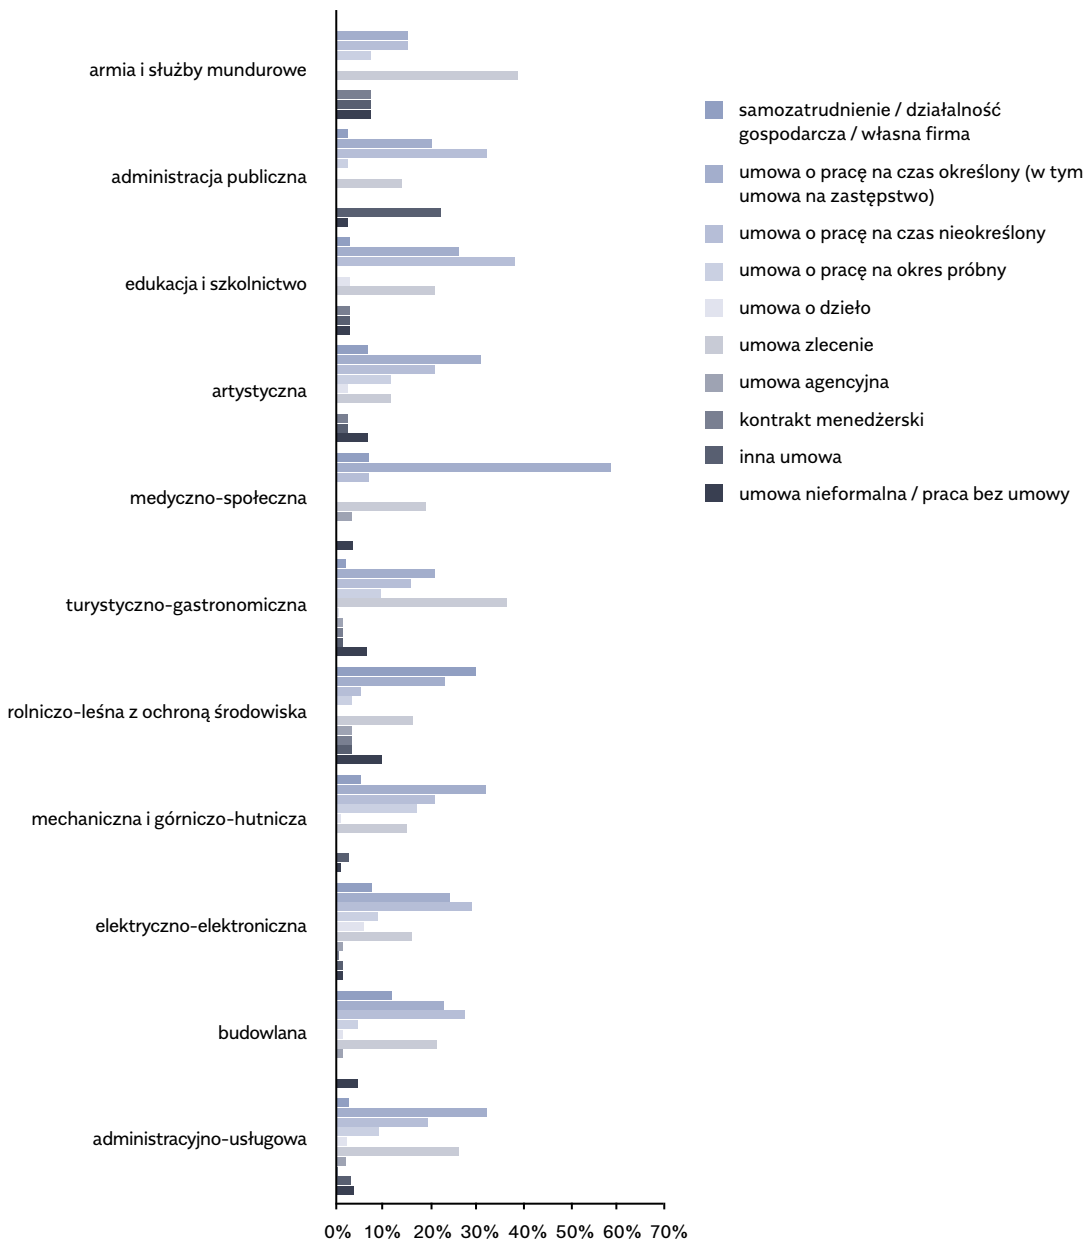 armia i służby mundurowe
administracja publiczna
edukacja i szkolnictwo
artystyczna
medyczno-społeczna
turystyczno-gastronomiczna
rolniczo-leśna z ochroną środowiska
mechaniczna i górniczo-hutnicza
elektryczno-elektroniczna
budowlana
administracyjno-usługowa
0% 10% 20% 30% 40% 50% 60% 70%
samozatrudnienie / działalność
gospodarcza / własna firma
umowa o pracę na czas określony (w tym
umowa na zastępstwo)
umowa o pracę na czas nieokreślony
umowa o pracę na okres próbny
umowa o dzieło
umowa zlecenie
umowa agencyjna
kontrakt menedżerski
inna umowa
umowa nieformalna / praca bez umowy